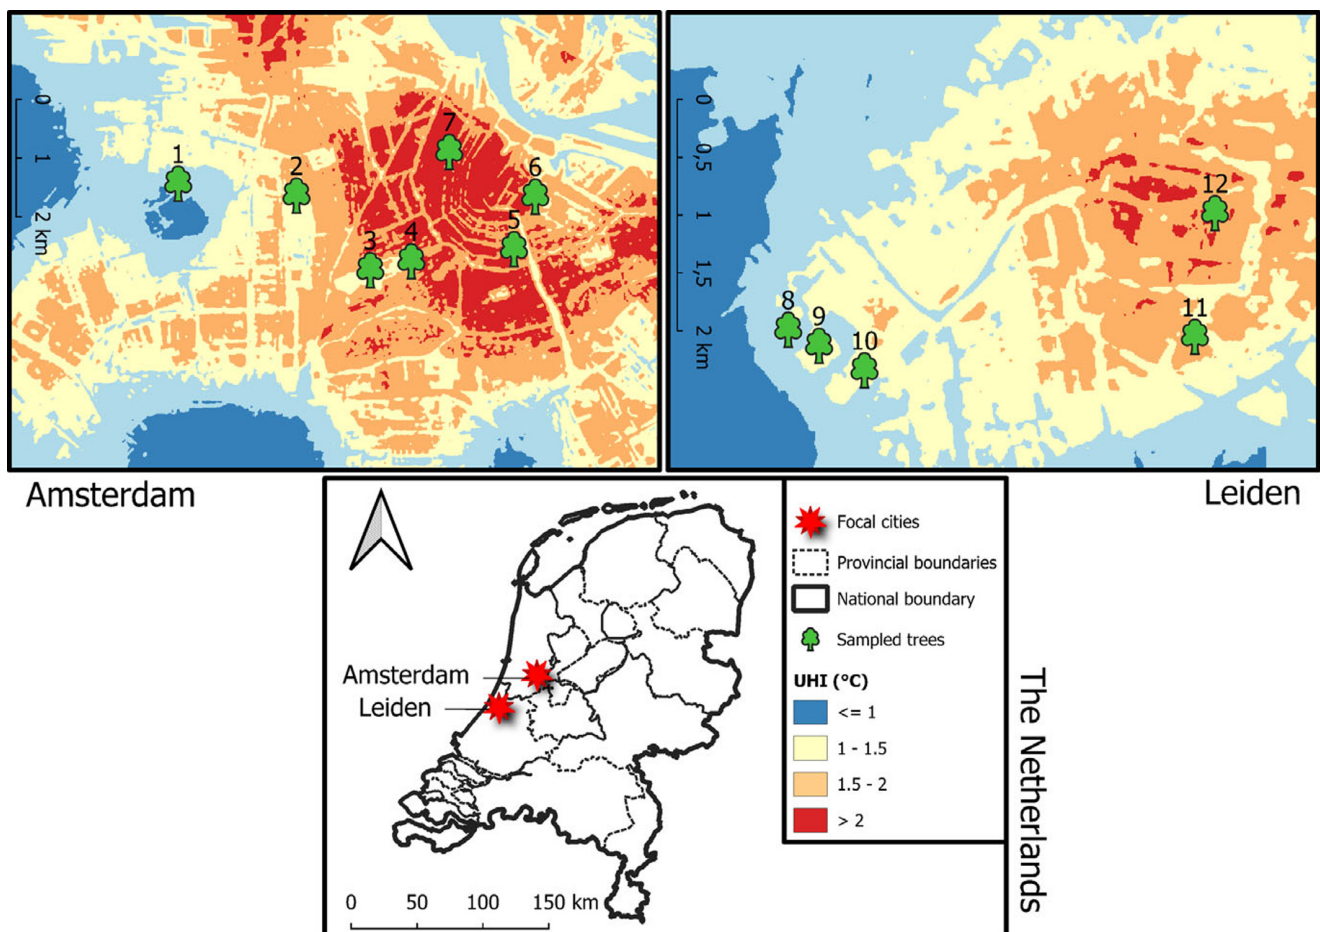 1
2
3
4
5
6
7
0
1
2 km
8
9
10
11
12
0
0,5
1
1,5
2 km
Amsterdam
Leiden
Amsterdam
Leiden
0 50 100 150 km
Focal cities
Provincial boundaries
National boundary
Sampled trees
UHI (°C)
<= 1
1 - 1.5
1.5 - 2
> 2
The Netherlands